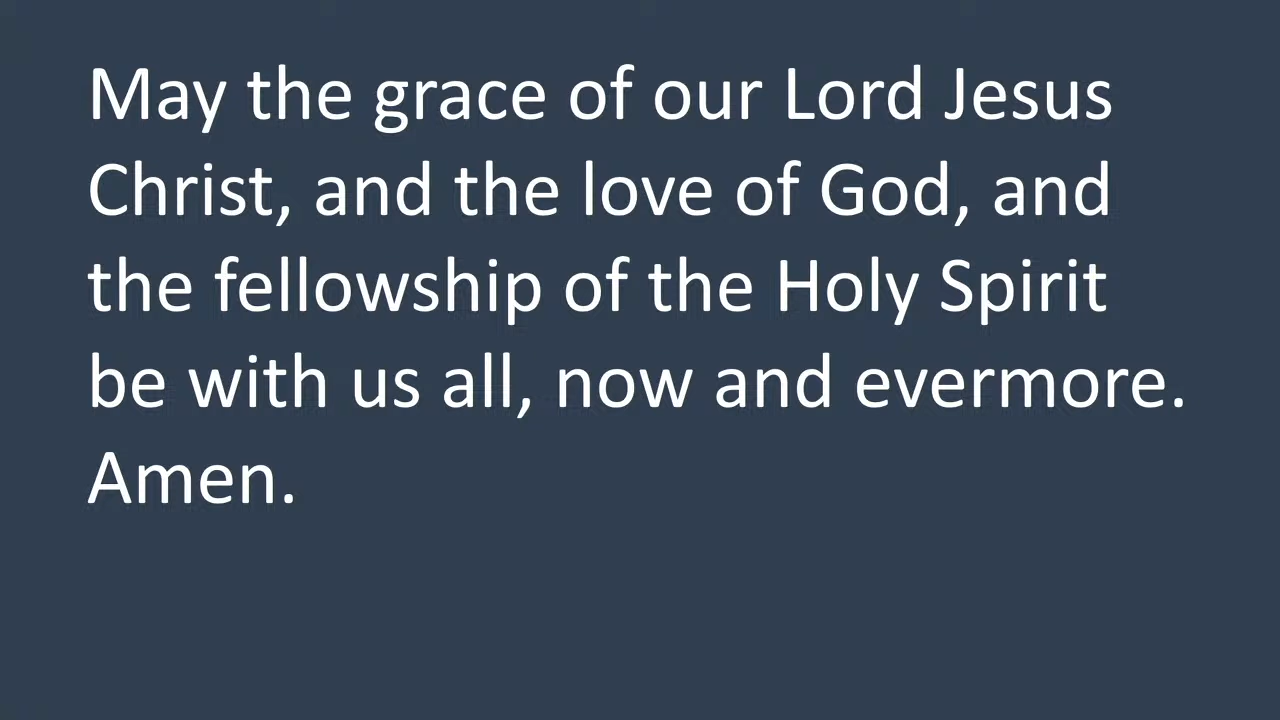 May the grace of our Lord Jesus
Christ, and the love of God, and
the fellowship of the Holy Spirit
be with us all, now and evermore.
Amen.